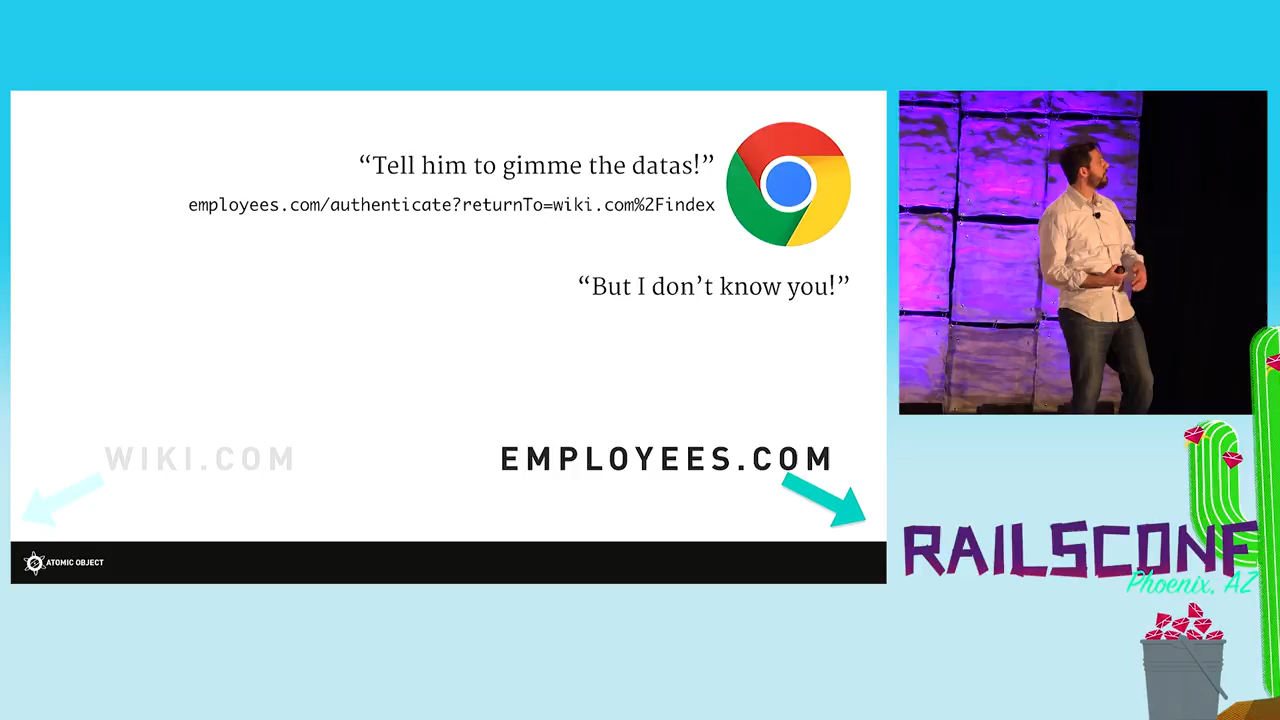 “Tell him to gimme the datas!”
employees.com/authenticate?returnTo=wiki.com%2Findex
“But I don’t know you!”
WIKI.COM
EMPLOYEES.COM
ATOMIC OBJECT
RAILSCONF
Phoenix, AZ